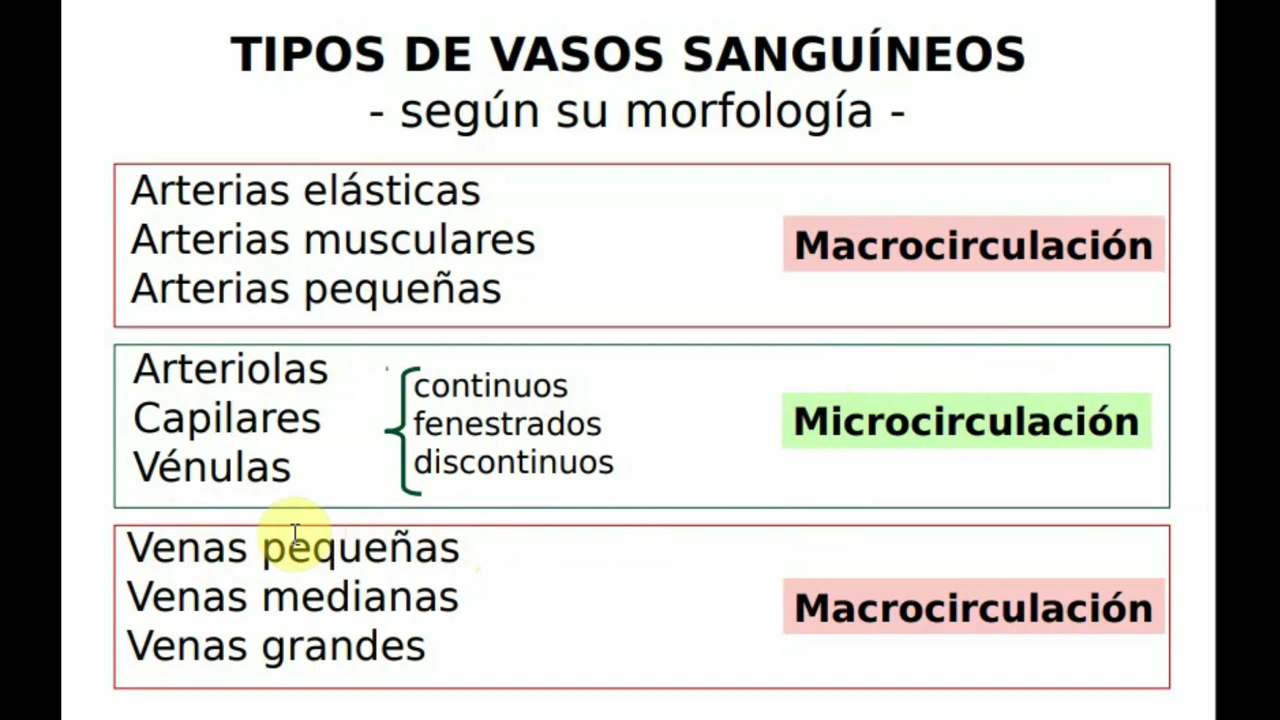 TIPOS DE VASOS SANGUÍNEOS
- según su morfología -
Arterias elásticas
Arterias musculares
Arterias pequeñas
Macrocirculación
Arteriolas
Capilares
Vénulas
continuos
fenestrados
discontinuos
Microcirculación
Venas pequeñas
Venas medianas
Venas grandes
Macrocirculación